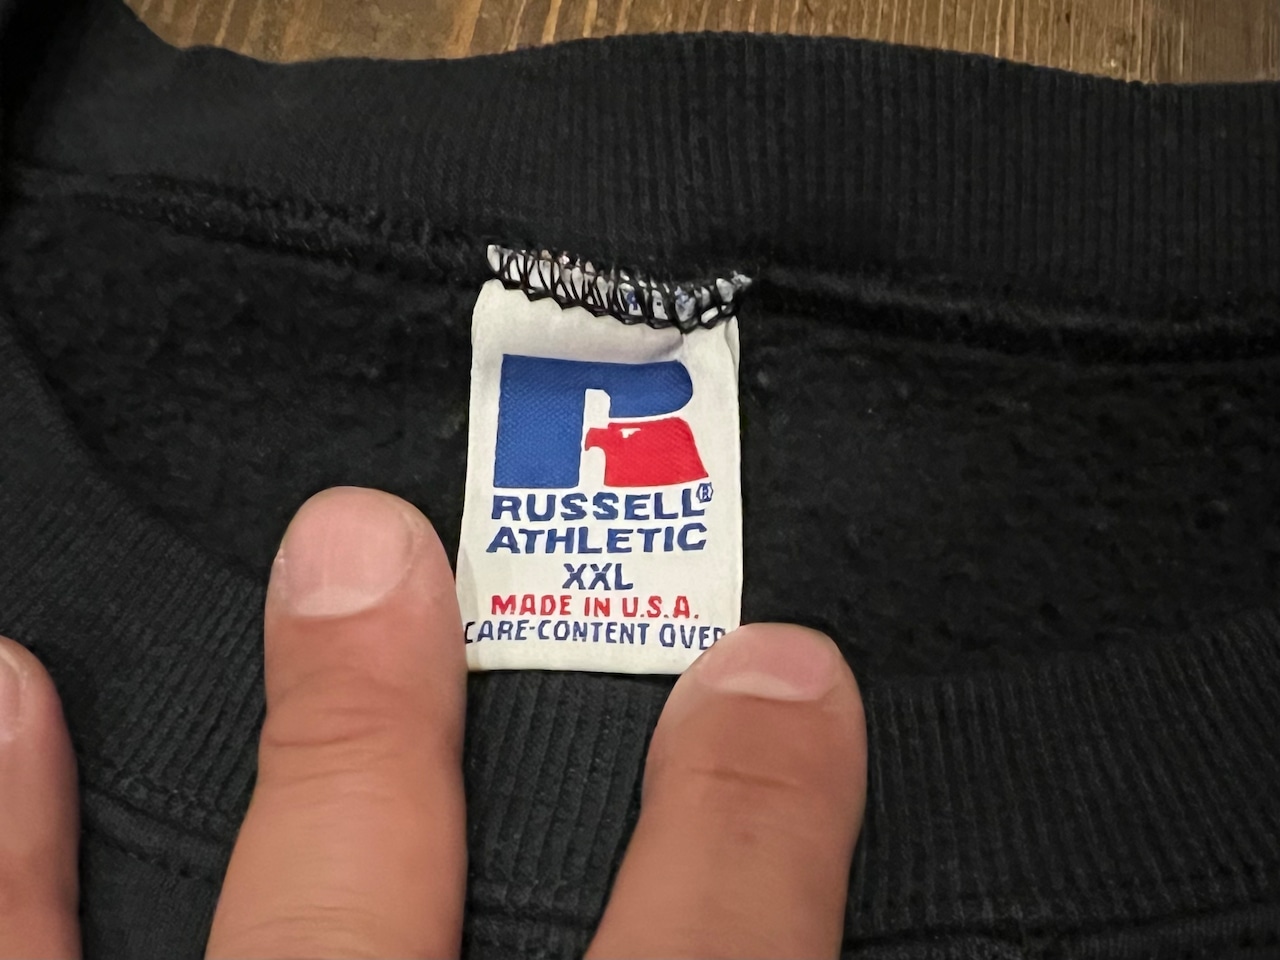 RUSSELL®
ATHLETIC
XXL
MADE IN U.S.A.
CARE-CONTENT OVER